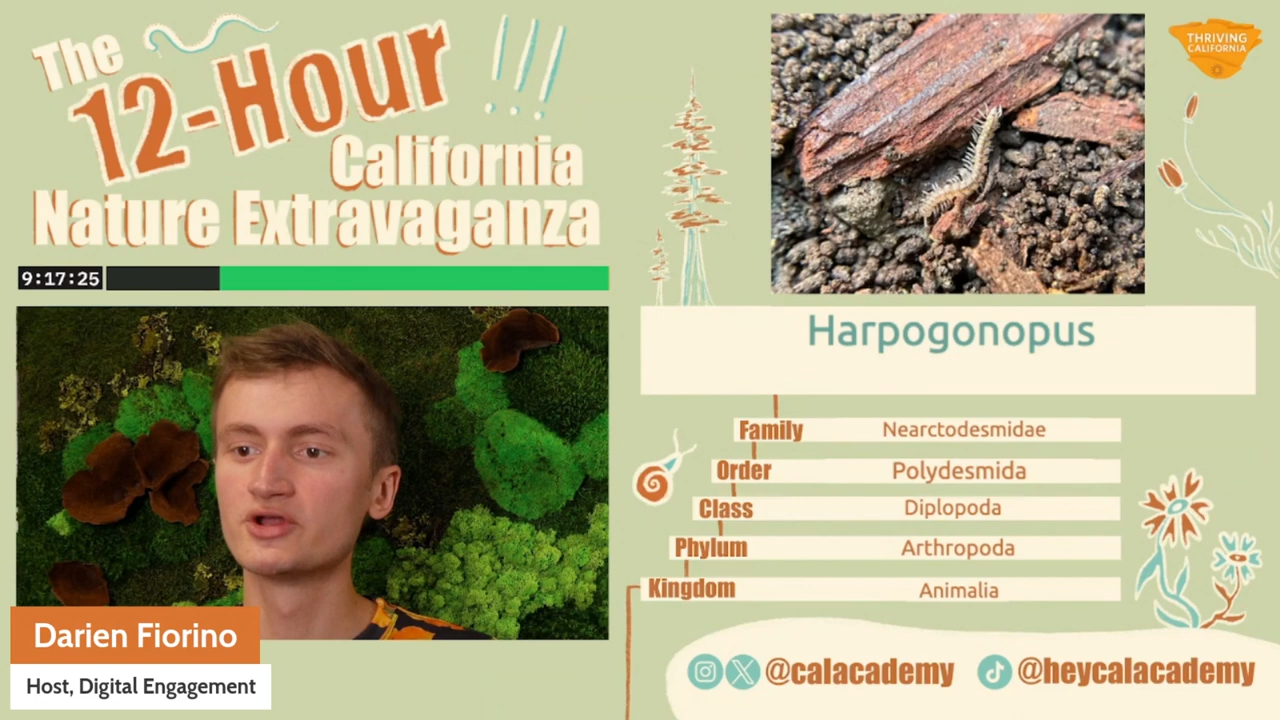 The
12-Hour!!!
California
Nature Extravaganza
9:17:25
Darien Fiorino
Host, Digital Engagement
THRIVING
CALIFORNIA
Harpogonopus
Family Nearctodesmidae
Order Polydesmida
Class Diplopoda
Phylum Arthropoda
Kingdom Animalia
@calacademy @heycalacademy